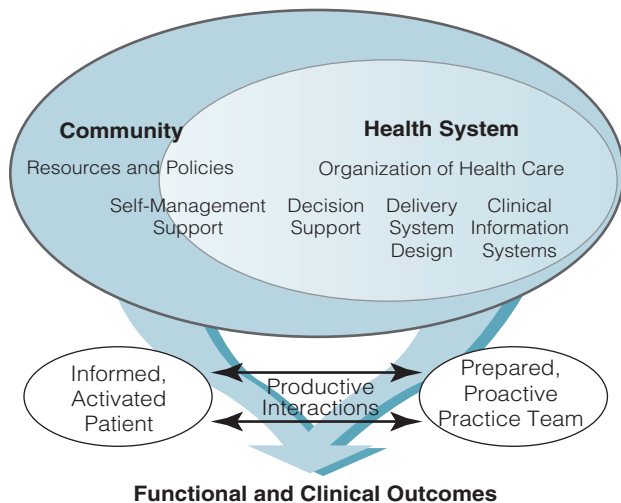 Community
Health System
Resources and Policies
Organization of Health Care
Self-Management
Support
Decision
Support
Delivery
System
Design
Clinical
Information
Systems
Informed,
Activated
Patient
Productive
Interactions
Prepared,
Proactive
Practice Team
Functional and Clinical Outcomes